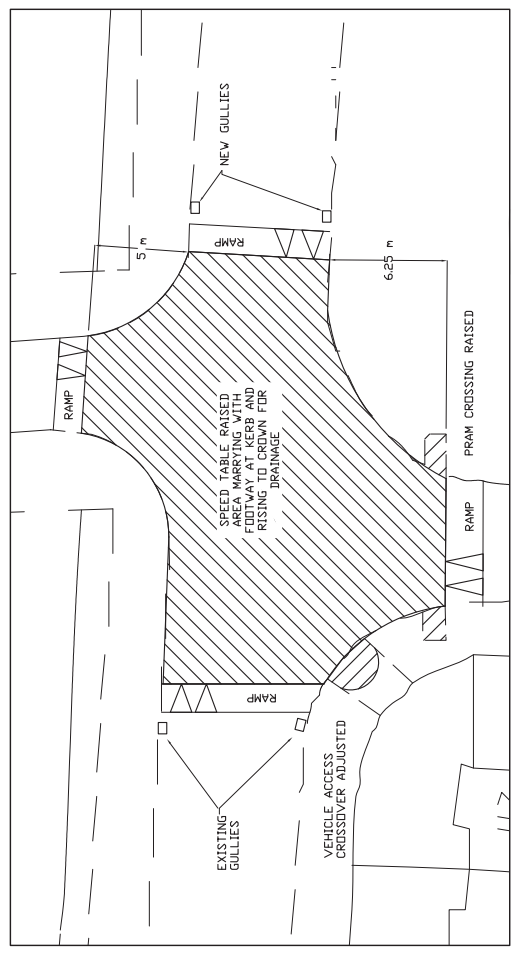 NEW GULLIES
RAMP
5 m
6.25 m
RAMP
PRAM CROSSING RAISED
SPEED TABLE RAISED
AREA MARRYING WITH
FOOTWAY AT KERB AND
RISING TO CROWN FOR
DRAINAGE
RAMP
RAMP
VEHICLE ACCESS
CROSSOVER ADJUSTED
EXISTING
GULLIES